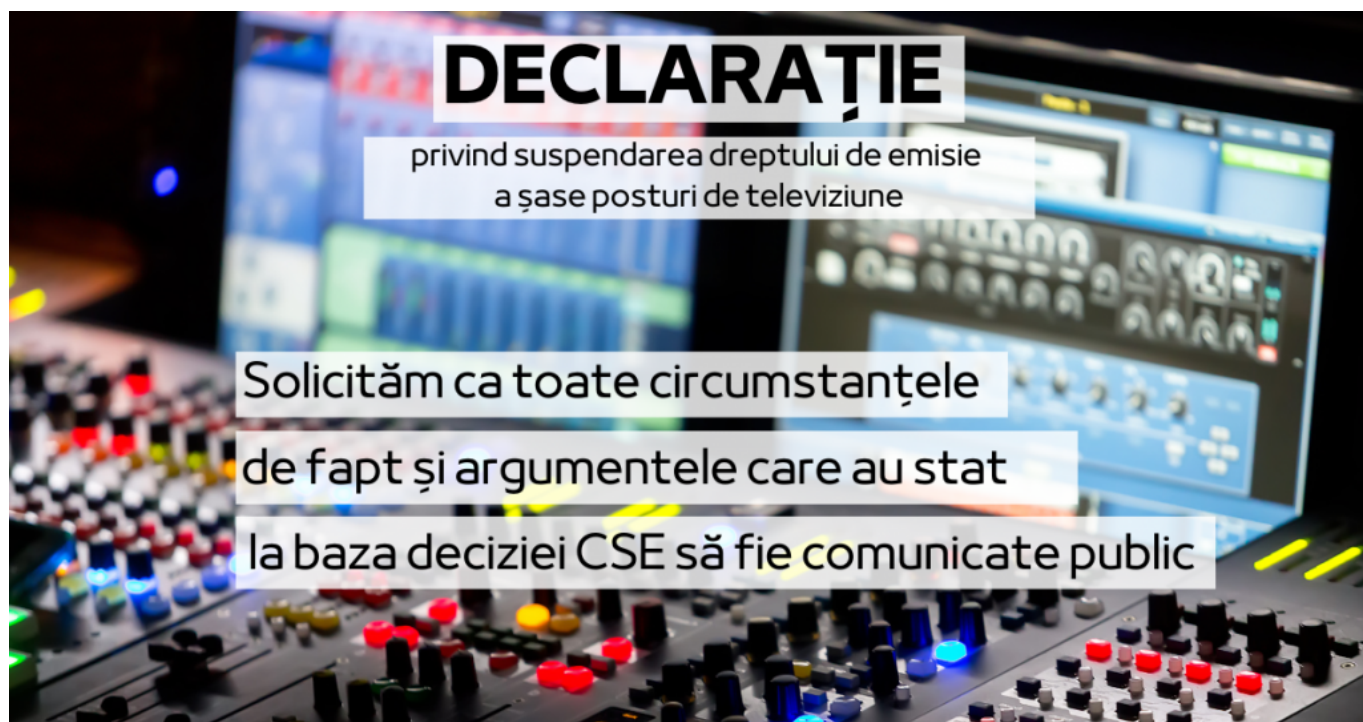 DECLARAȚIE
privind suspendarea dreptului de emisie
a șase posturi de televiziune
Solicităm ca toate circumstanțele
de fapt și argumentele care au stat
la baza deciziei CSE să fie comunicate public